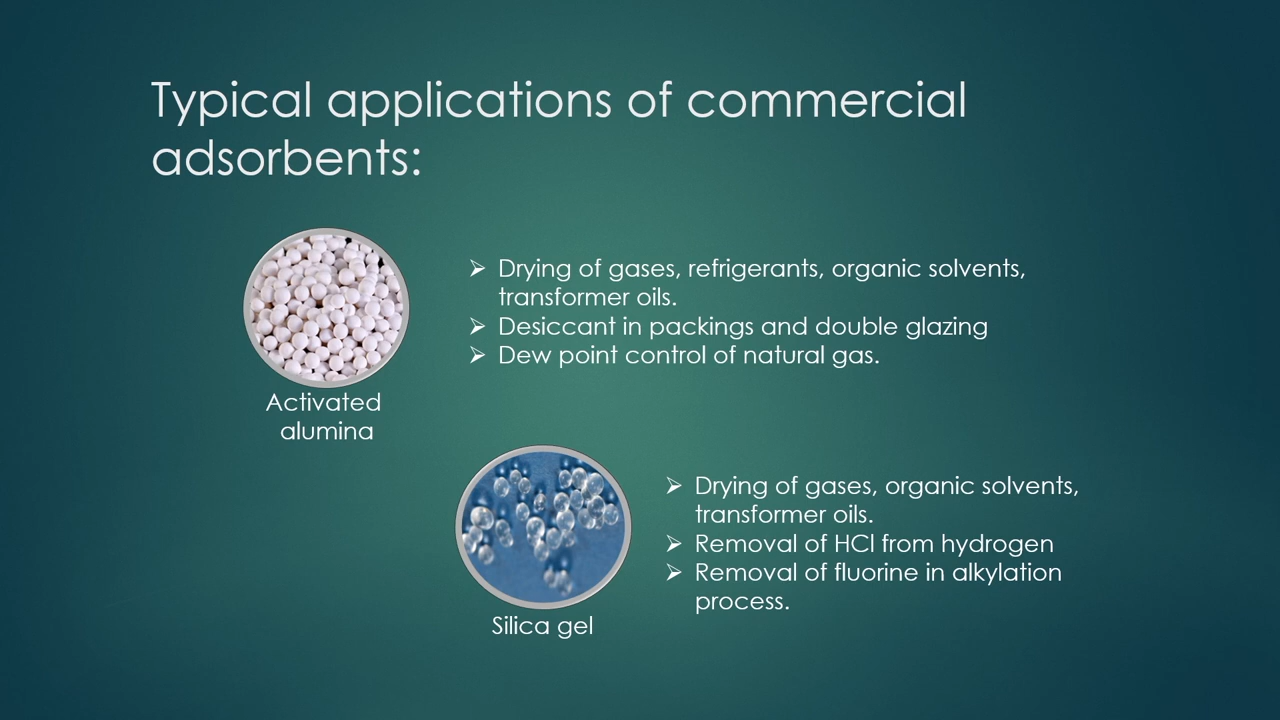 Typical applications of commercial
adsorbents:
➢ Drying of gases, refrigerants, organic solvents,
transformer oils.
➢ Desiccant in packings and double glazing
➢ Dew point control of natural gas.
Activated
alumina
➢ Drying of gases, organic solvents,
transformer oils.
➢ Removal of HCl from hydrogen
➢ Removal of fluorine in alkylation
process.
Silica gel